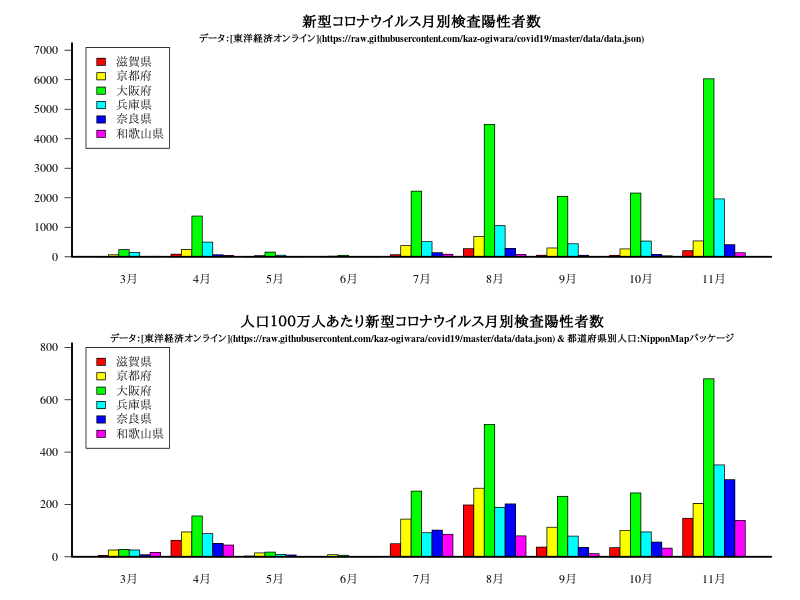 新型コロナウイルス月別検査陽性者数
データ:[東洋経済オンライン](https://raw.githubusercontent.com/kaz-ogiwara/covid19/master/data/data.json)
7000
6000
5000
4000
3000
2000
1000
0
滋賀県
京都府
大阪府
兵庫県
奈良県
和歌山県
3月 4月 5月 6月 7月 8月 9月 10月 11月
人口100万人あたり新型コロナウイルス月別検査陽性者数
データ:[東洋経済オンライン](https://raw.githubusercontent.com/kaz-ogiwara/covid19/master/data/data.json) & 都道府県別人口:NipponMapパッケージ
800
600
400
200
0
滋賀県
京都府
大阪府
兵庫県
奈良県
和歌山県
3月 4月 5月 6月 7月 8月 9月 10月 11月